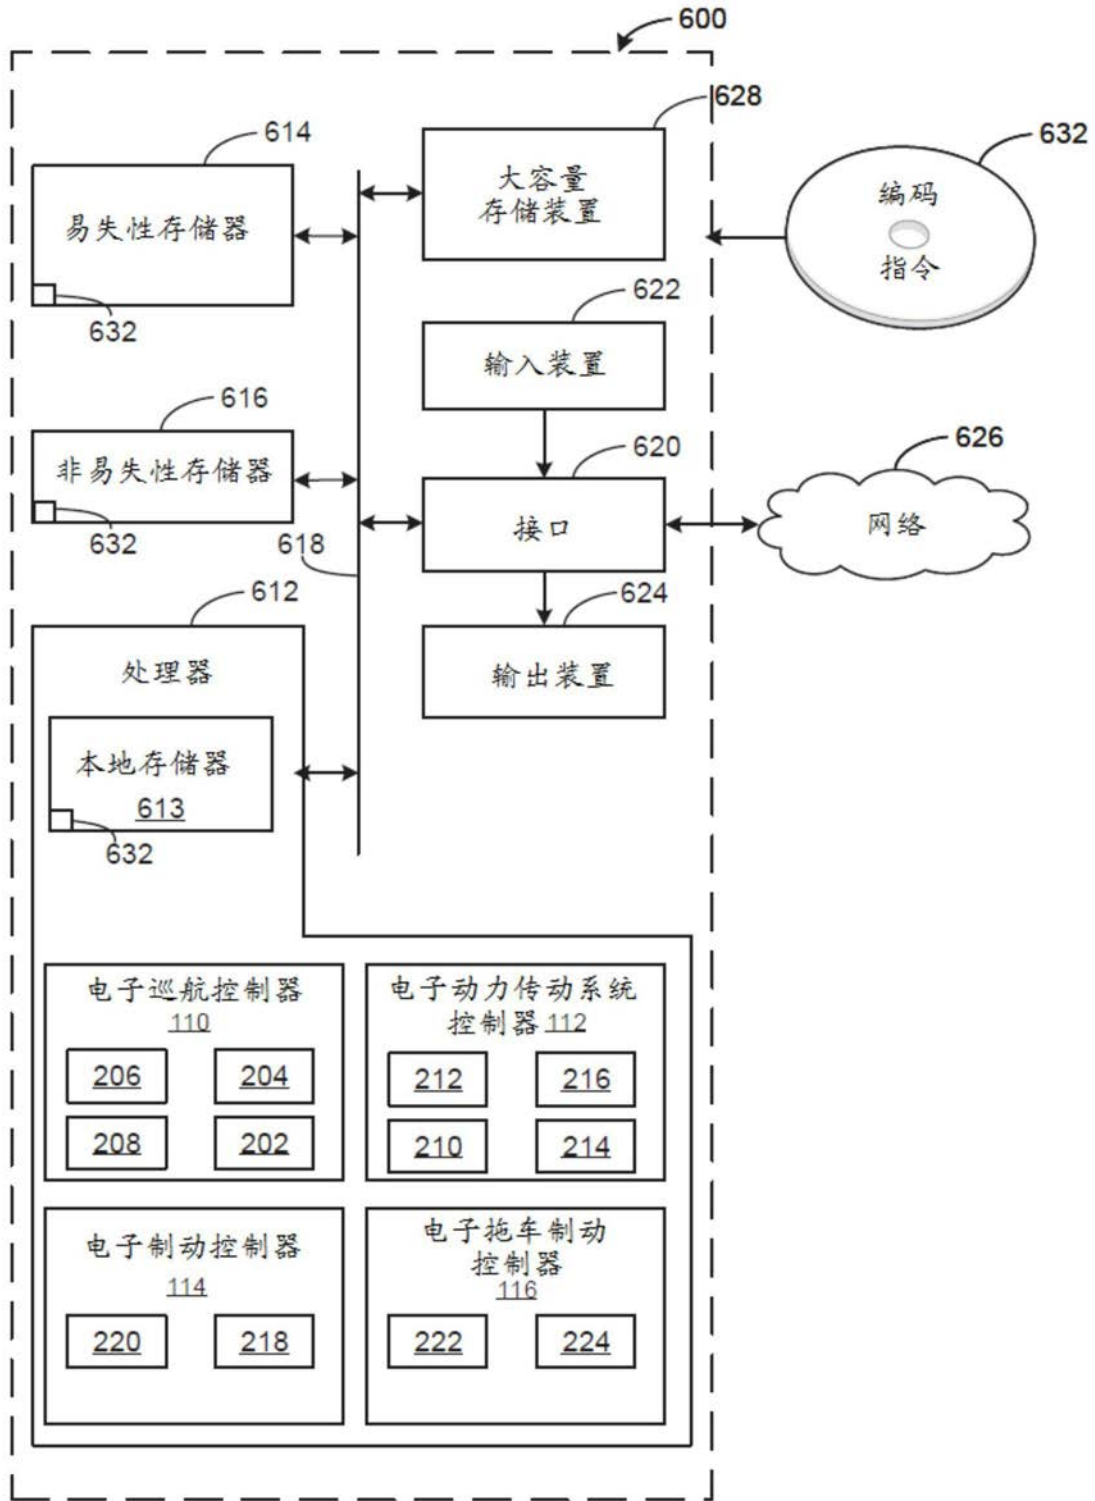 600
628
614
632
大容量
存储装置
编码
指令
易失性存储器
632
622
输入装置
616
620
626
非易失性存储器
接口
网络
632
618
612
624
处理器
输出装置
本地存储器
613
632
电子巡航控制器
110
206
204
208
202
电子动力传动系统
控制器 112
212
216
210
214
电子制动控制器
114
220
218
电子拖车制动
控制器
116
222
224